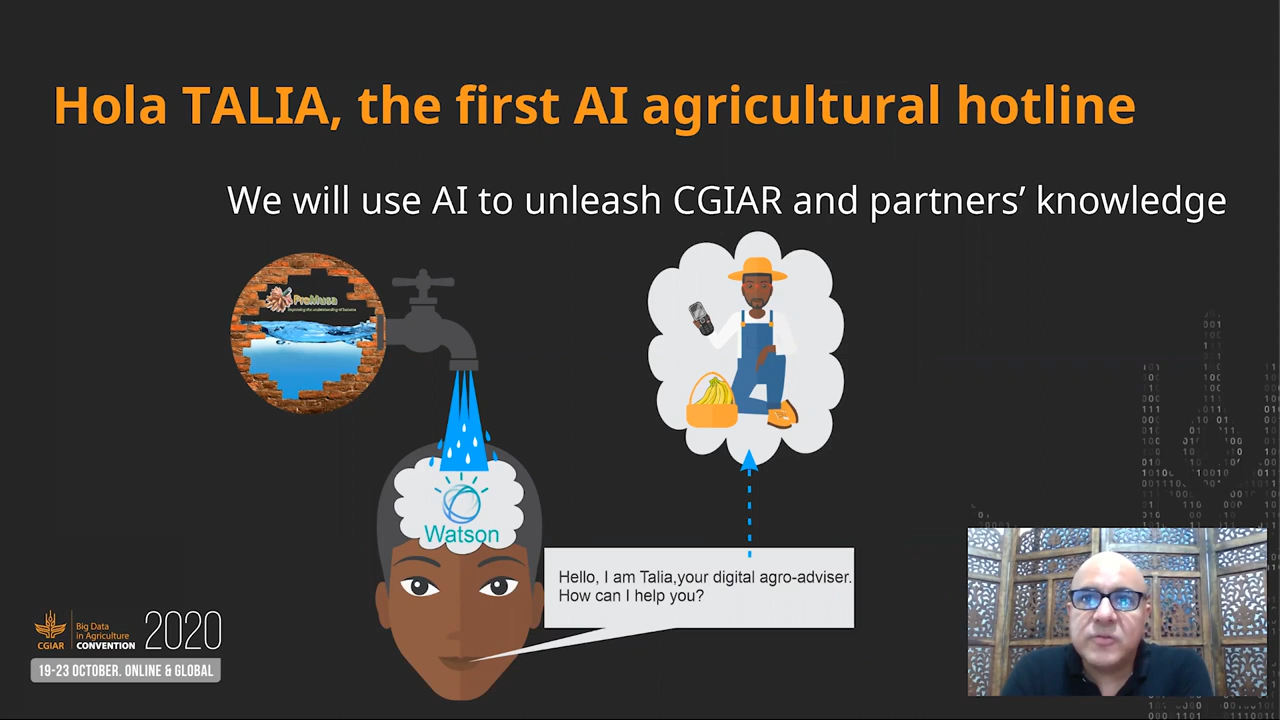 Hola TALIA, the first AI agricultural hotline
We will use AI to unleash CGIAR and partners’ knowledge
ProMusa
Watson
Hello, I am Talia,your digital agro-adviser.
How can I help you?
CGIAR
Big Data
in Agriculture
CONVENTION
2020
19-23 OCTOBER. ONLINE & GLOBAL